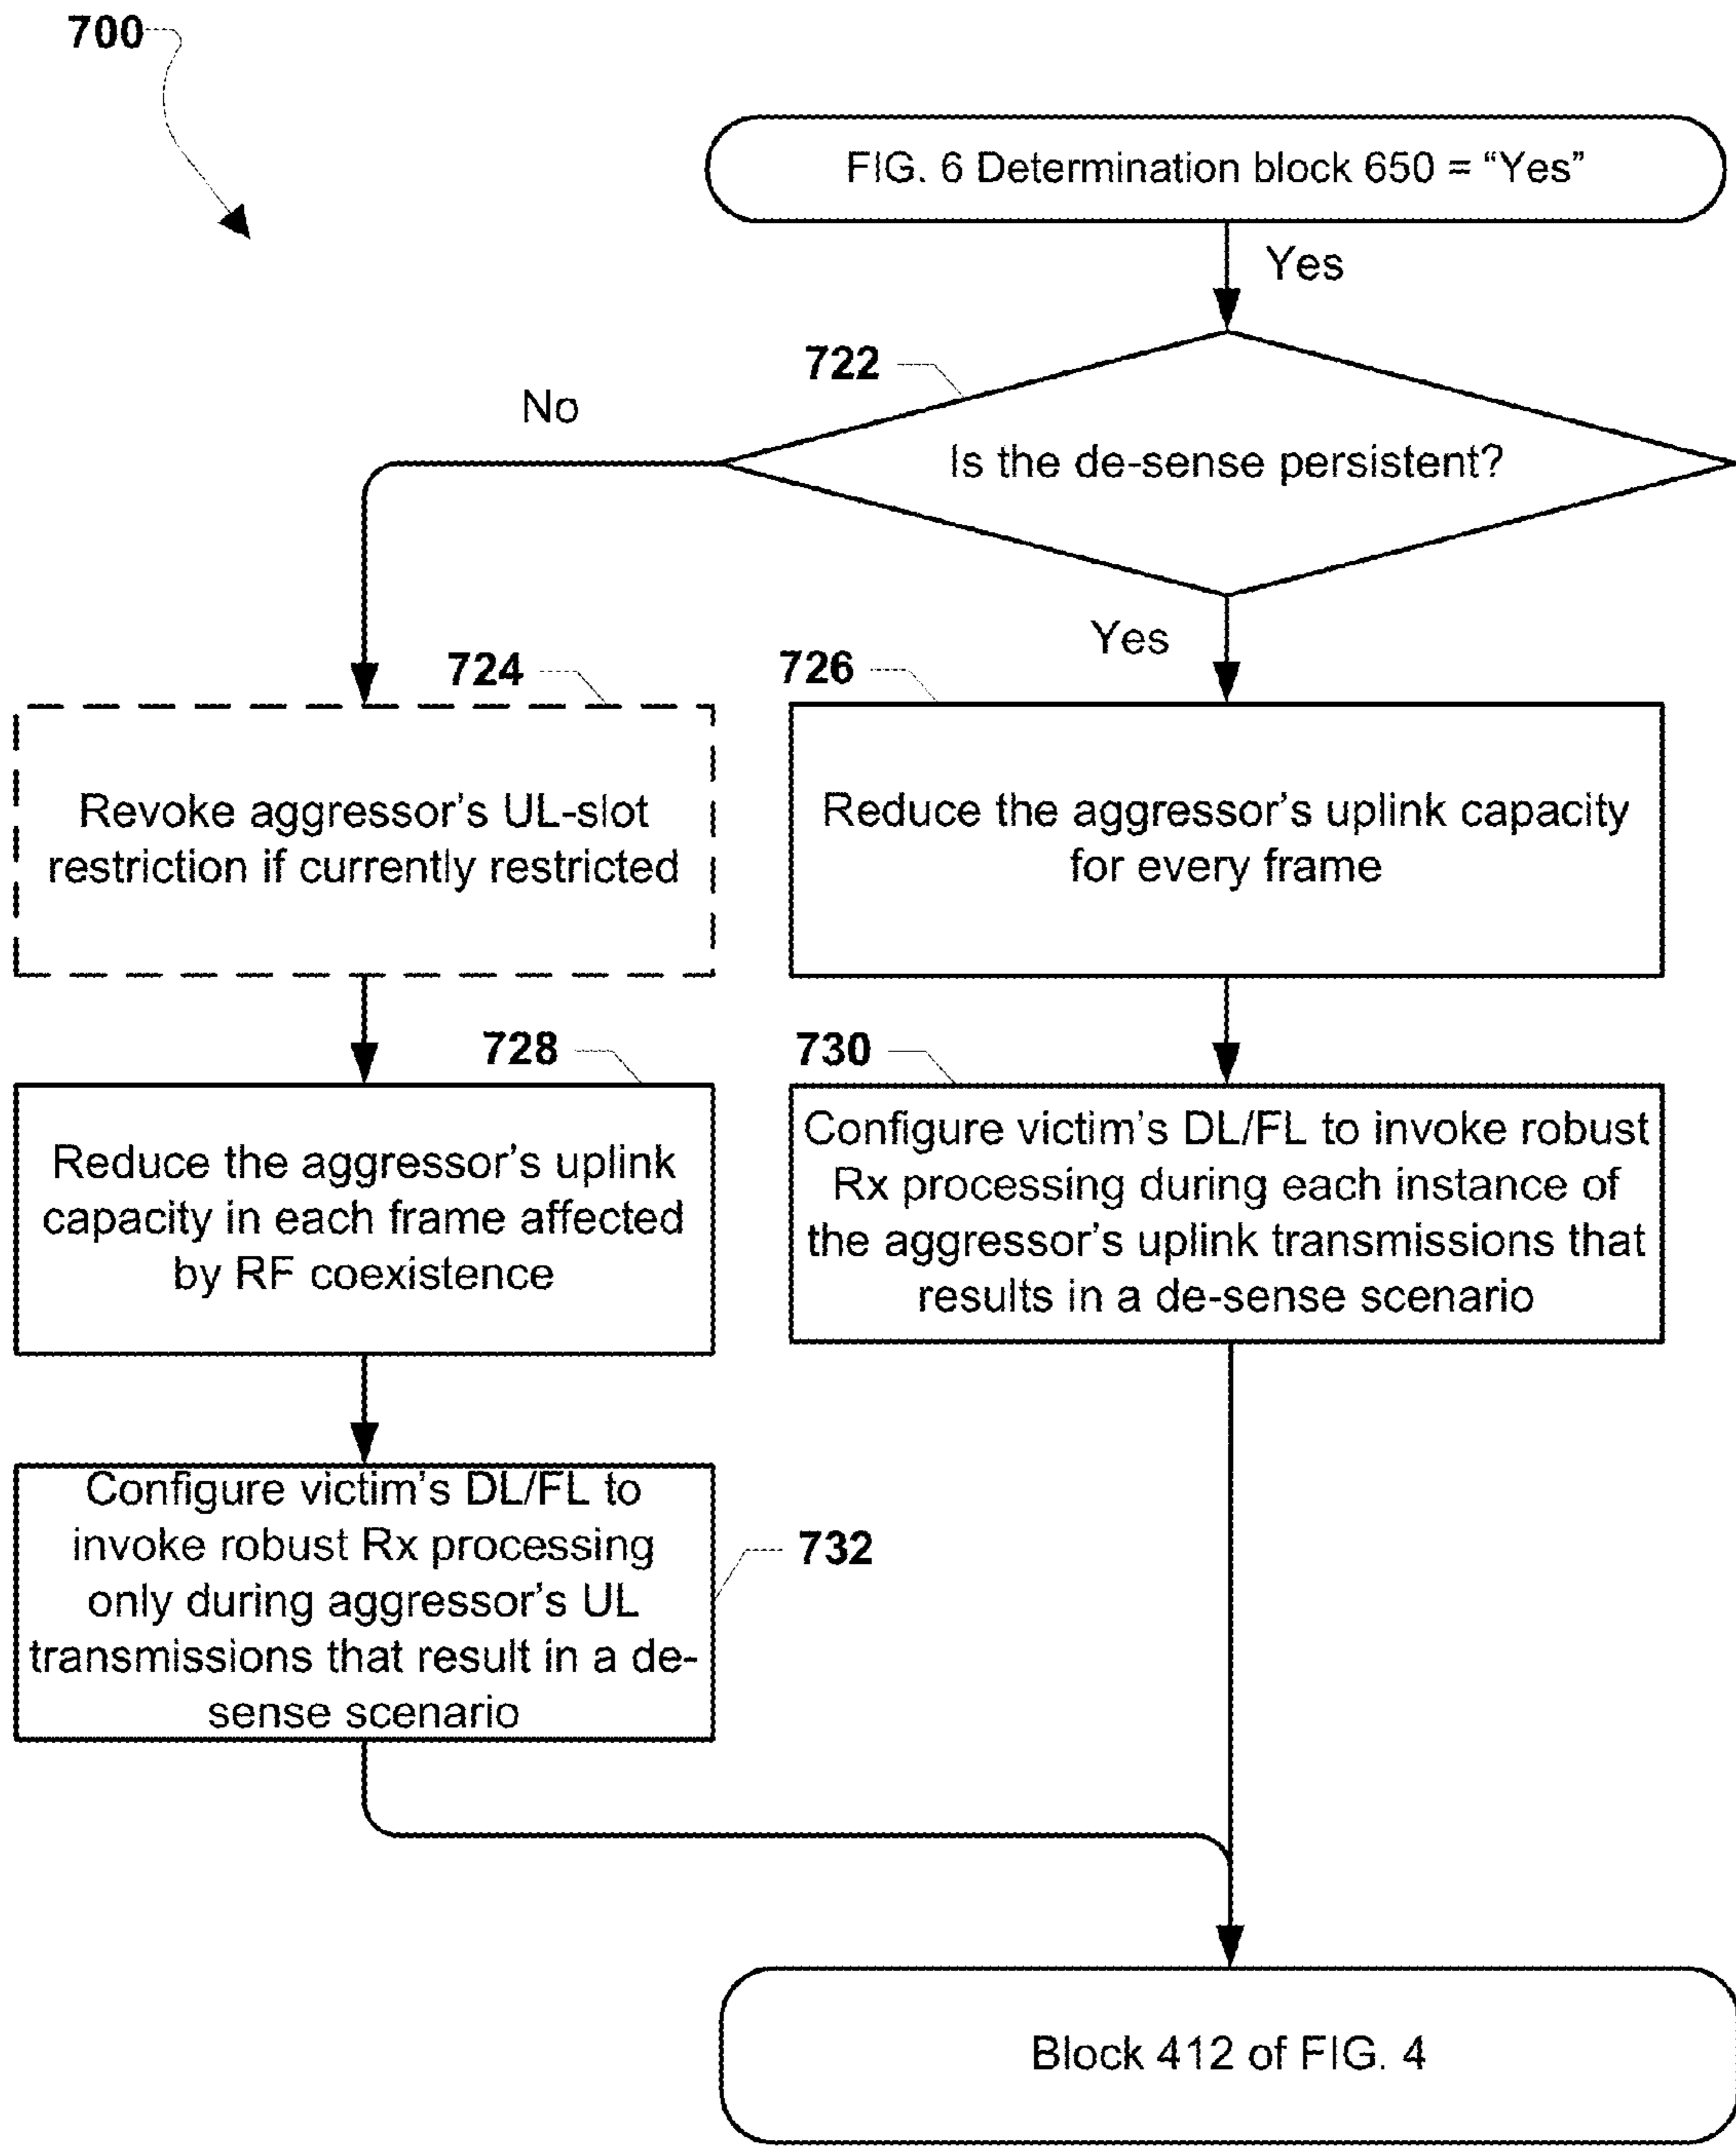 700
FIG. 6 Determination block 650 = “Yes”
Yes
722
No
Is the de-sense persistent?
Yes
724
726
Revoke aggressor’s UL-slot
restriction if currently restricted
Reduce the aggressor’s uplink capacity
for every frame
728
730
Reduce the aggressor’s uplink
capacity in each frame affected
by RF coexistence
Configure victim’s DL/FL to invoke robust
Rx processing during each instance of
the aggressor’s uplink transmissions that
results in a de-sense scenario
Configure victim’s DL/FL to
invoke robust Rx processing
only during aggressor’s UL
transmissions that result in a de-
sense scenario
732
Block 412 of FIG. 4